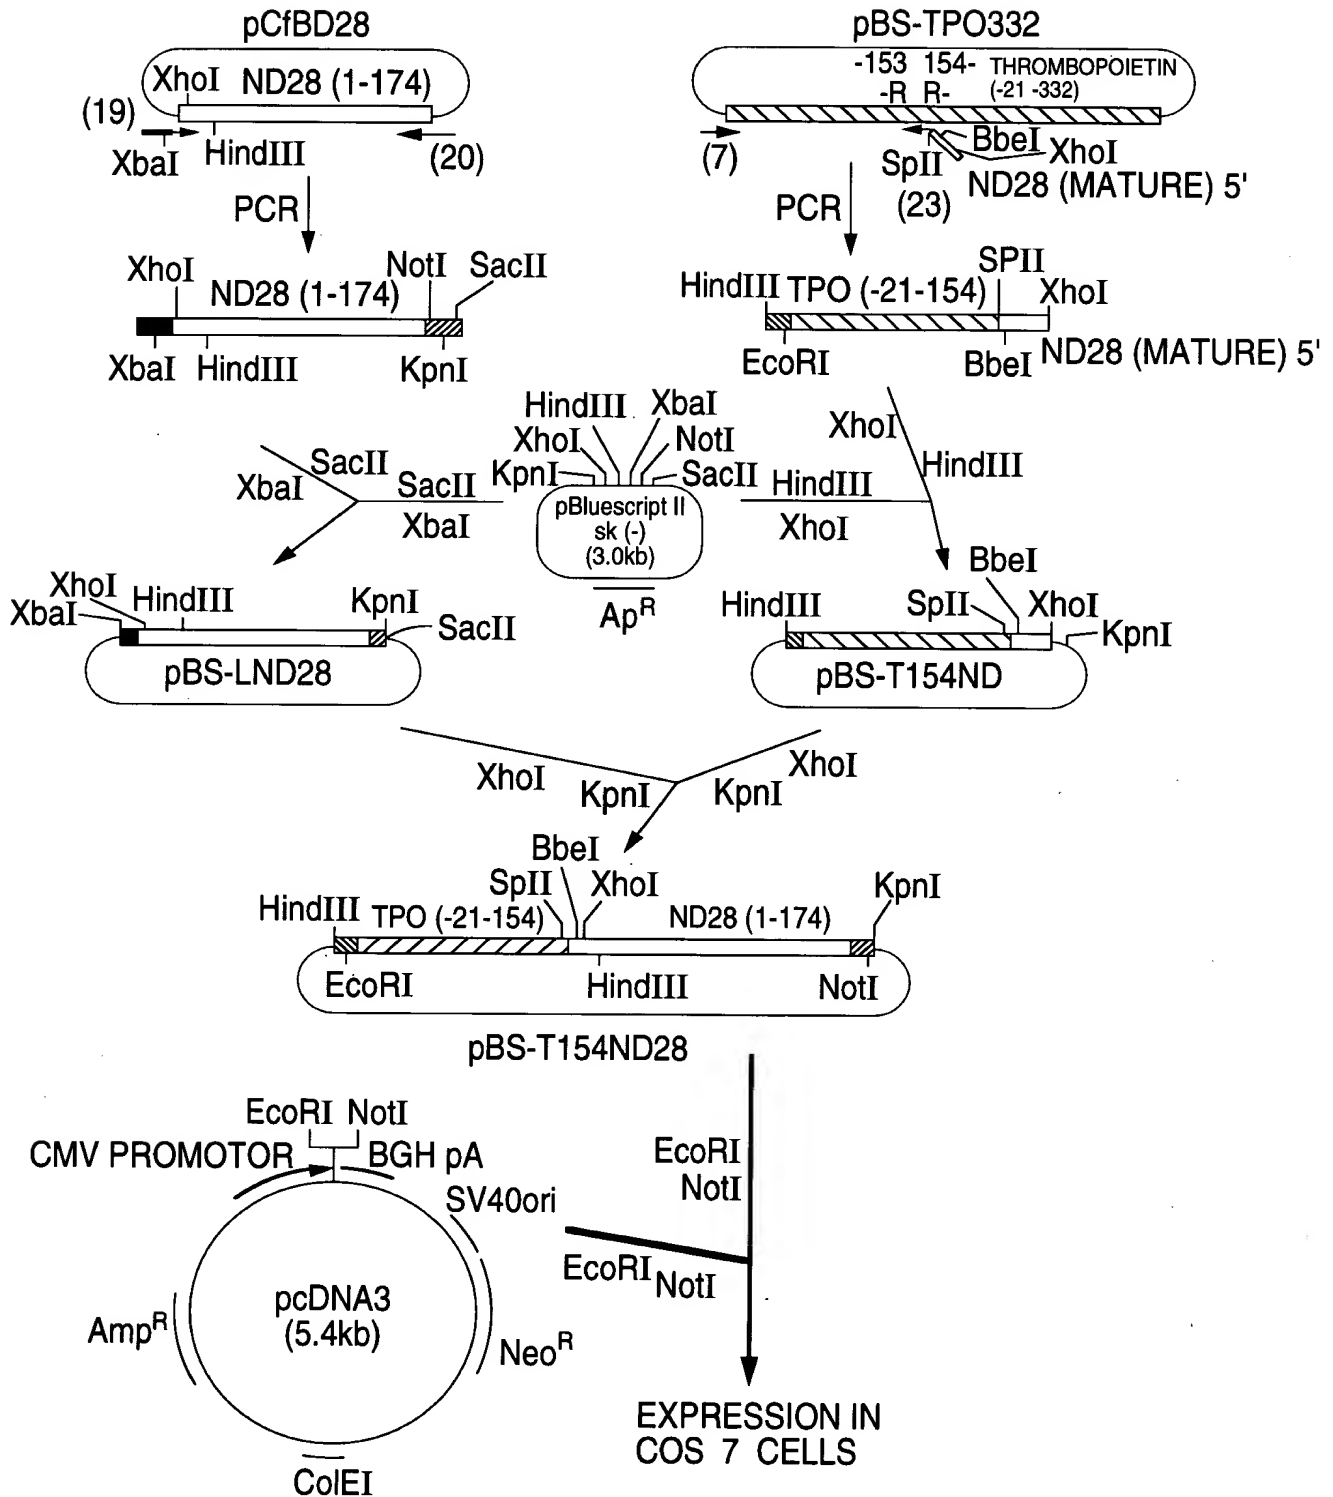 pCfBD28
XhoI ND28 (1-174)
(19)
XbaI HindIII (20)
PCR
pBS-TPO332
-153 154- THROMBOPOIETIN
-R R- (-21 -332)
(7)
BbeI
SpII XhoI
ND28 (MATURE) 5'
(23)
PCR
XhoI ND28 (1-174) NotI SacII
XbaI HindIII KpnI
HindIII TPO (-21-154) SPII XhoI
EcoRI BbeI ND28 (MATURE) 5'
HindIII XbaI
XhoI NotI
KpnI SacII
pBluescript II
sk (-)
(3.0kb)
Ap^R
SacII
XbaI
SacII
XbaI
HindIII
XhoI
XhoI
HindIII
XhoI HindIII KpnI
XbaI SacII
pBS-LND28
BbeI
HindIII SpII XhoI
KpnI
pBS-T154ND
XhoI
KpnI
KpnI
XhoI
BbeI
SpII XhoI KpnI
HindIII TPO (-21-154) ND28 (1-174)
EcoRI HindIII NotI
pBS-T154ND28
EcoRI NotI
CMV PROMOTOR BGH pA
SV40ori
pcDNA3
(5.4kb)
Amp^R
Neo^R
ColEI
EcoRI
NotI
EcoRI NotI
EXPRESSION IN
COS 7 CELLS